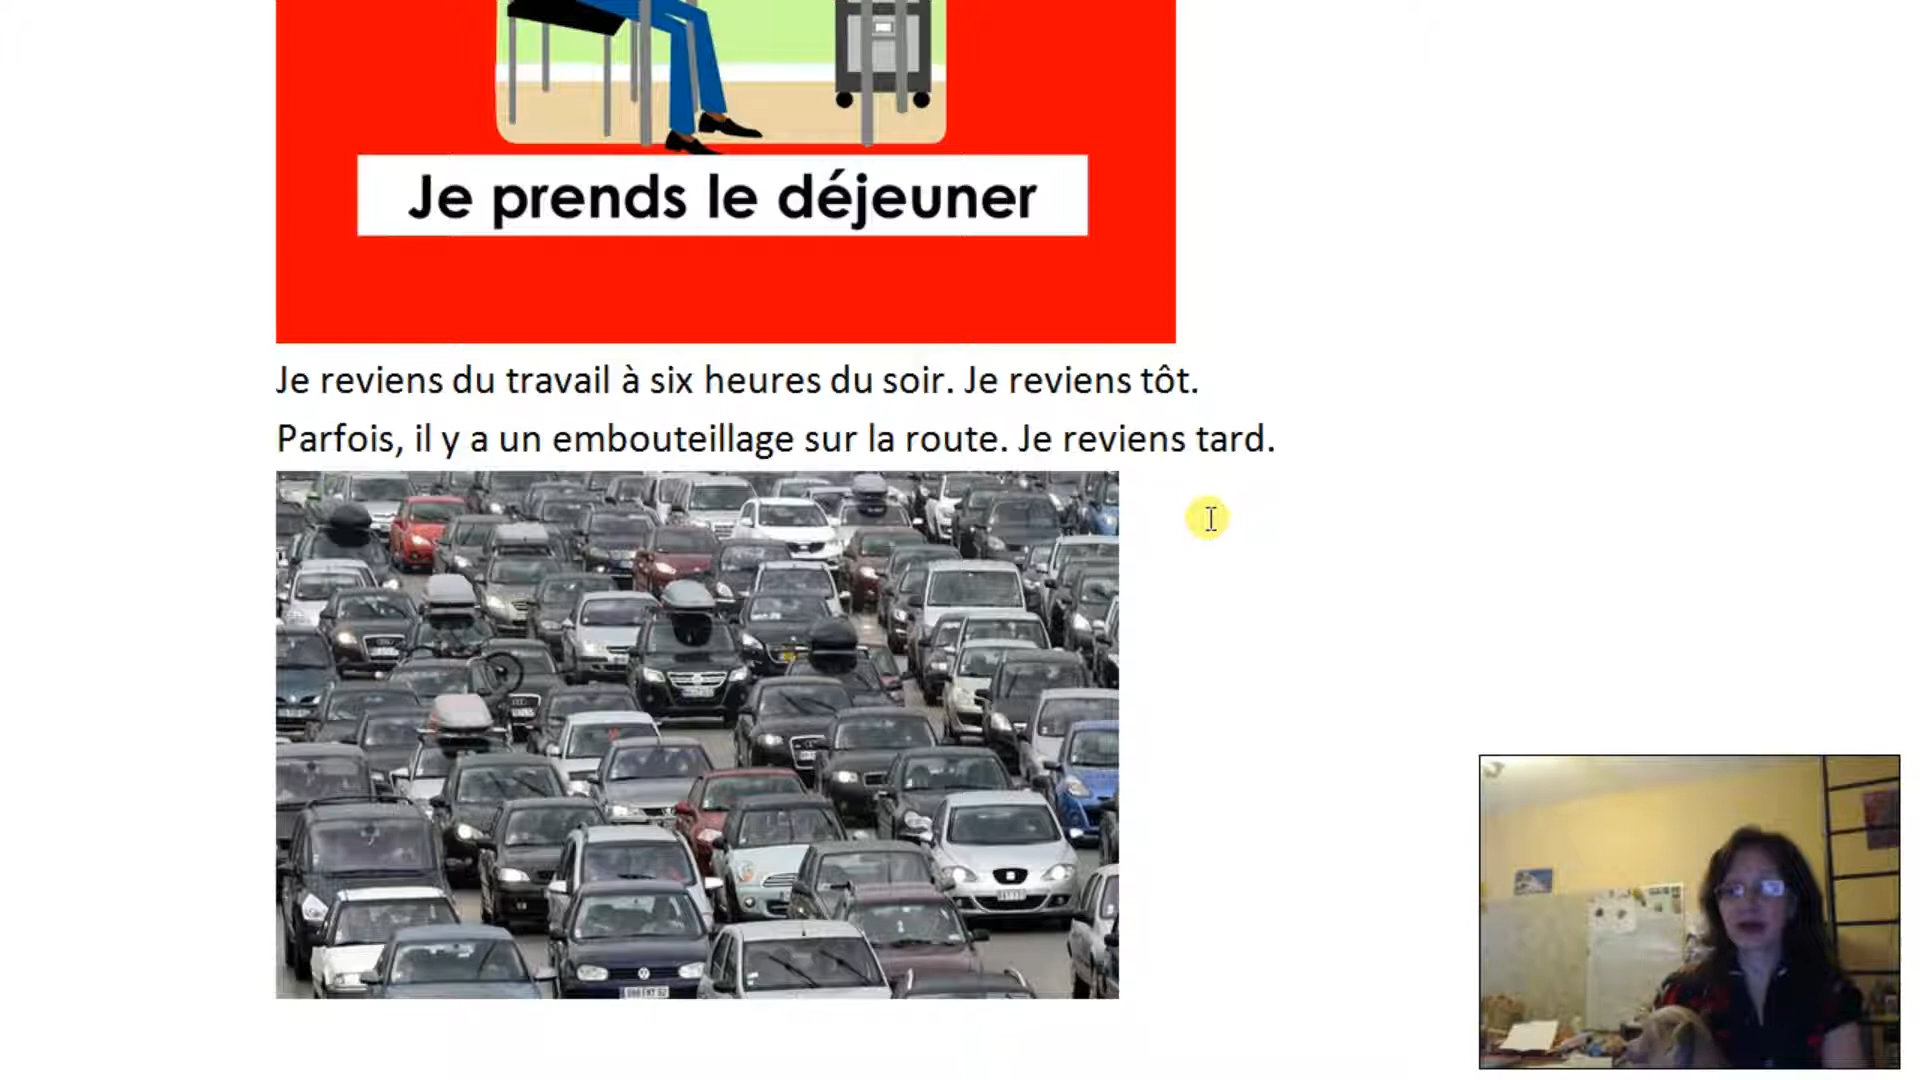 Je prends le déjeuner
Je reviens du travail à six heures du soir. Je reviens tôt.
Parfois, il y a un embouteillage sur la route. Je reviens tard.